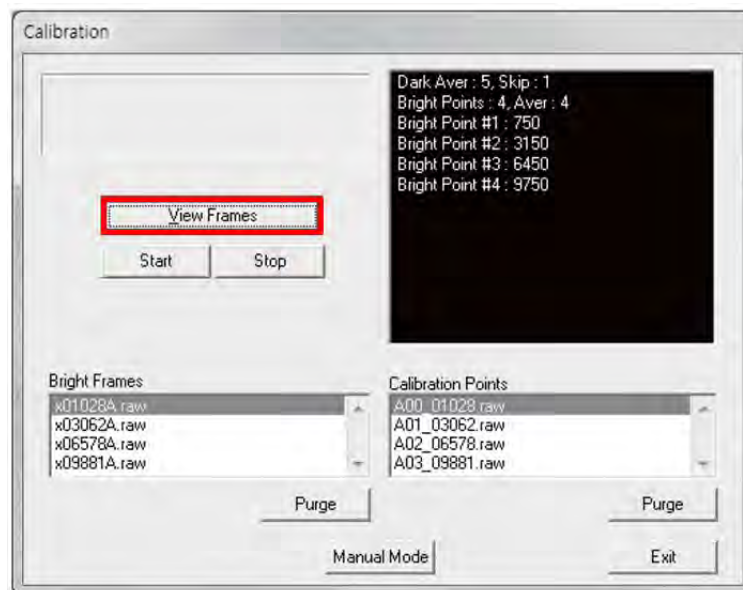 Calibration
Dark Aver : 5, Skip : 1
Bright Points : 4, Aver : 4
Bright Point #1 : 750
Bright Point #2 : 3150
Bright Point #3 : 6450
Bright Point #4 : 9750
View Frames
Start Stop
Bright Frames
x01028A.raw
x03062A.raw
x06578A.raw
x09881A.raw
Purge
Calibration Points
A00_01028.raw
A01_03062.raw
A02_06578.raw
A03_09881.raw
Purge
Manual Mode Exit